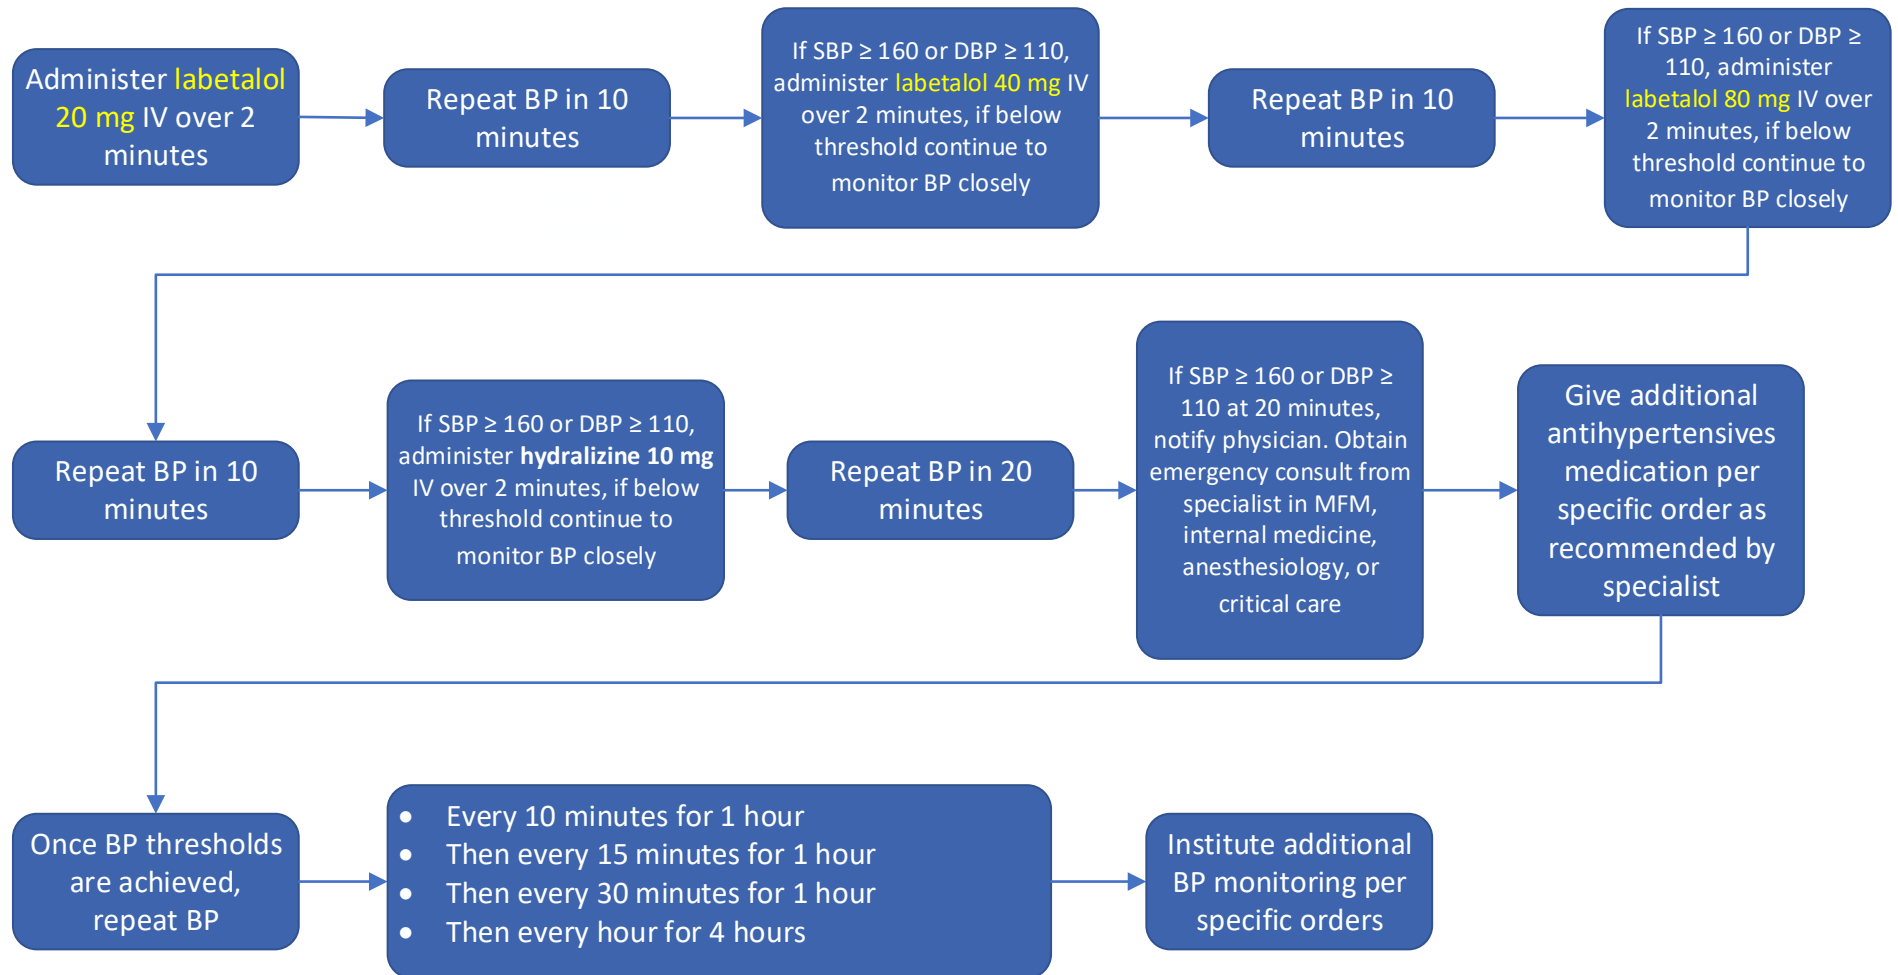 Administer labetalol
20 mg IV over 2
minutes
Repeat BP in 10
minutes
If SBP ≥ 160 or DBP ≥ 110,
administer labetalol 40 mg IV
over 2 minutes, if below
threshold continue to
monitor BP closely
Repeat BP in 10
minutes
If SBP ≥ 160 or DBP ≥
110, administer
labetalol 80 mg IV over
2 minutes, if below
threshold continue to
monitor BP closely
Repeat BP in 10
minutes
If SBP ≥ 160 or DBP ≥ 110,
administer hydralizine 10 mg
IV over 2 minutes, if below
threshold continue to
monitor BP closely
Repeat BP in 20
minutes
If SBP ≥ 160 or DBP ≥
110 at 20 minutes,
notify physician. Obtain
emergency consult from
specialist in MFM,
internal medicine,
anesthesiology, or
critical care
Give additional
antihypertensives
medication per
specific order as
recommended by
specialist
Once BP thresholds
are achieved,
repeat BP
• Every 10 minutes for 1 hour
• Then every 15 minutes for 1 hour
• Then every 30 minutes for 1 hour
• Then every hour for 4 hours
Institute additional
BP monitoring per
specific orders